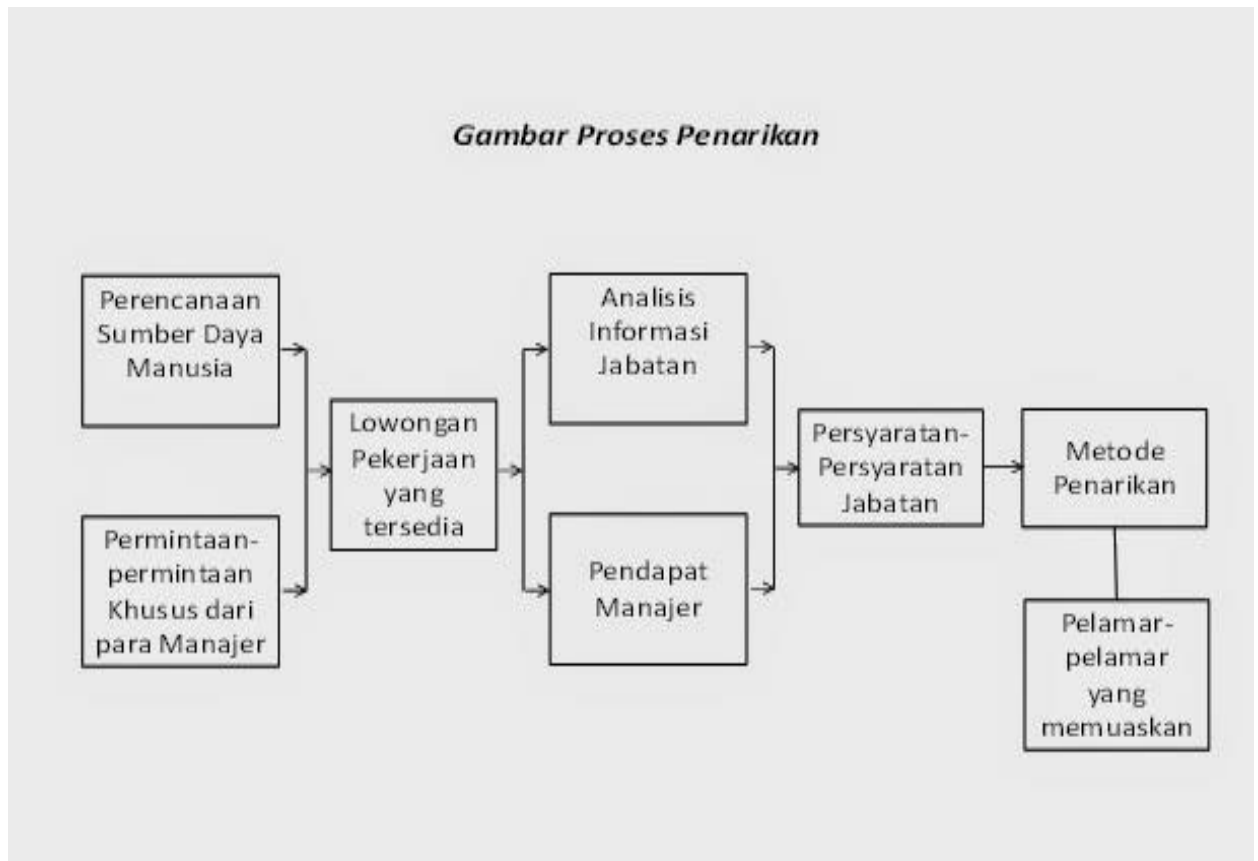 Gambar Proses Penarikan
Perencanaan
Sumber Daya
Manusia
Permintaan-
permintaan
Khusus dari
para Manajer
Lowongan
Pekerjaan
yang
tersedia
Analisis
Informasi
Jabatan
Pendapat
Manajer
Persyaratan-
Persyaratan
Jabatan
Metode
Penarikan
Pelamar-
pelamar
yang
memuaskan